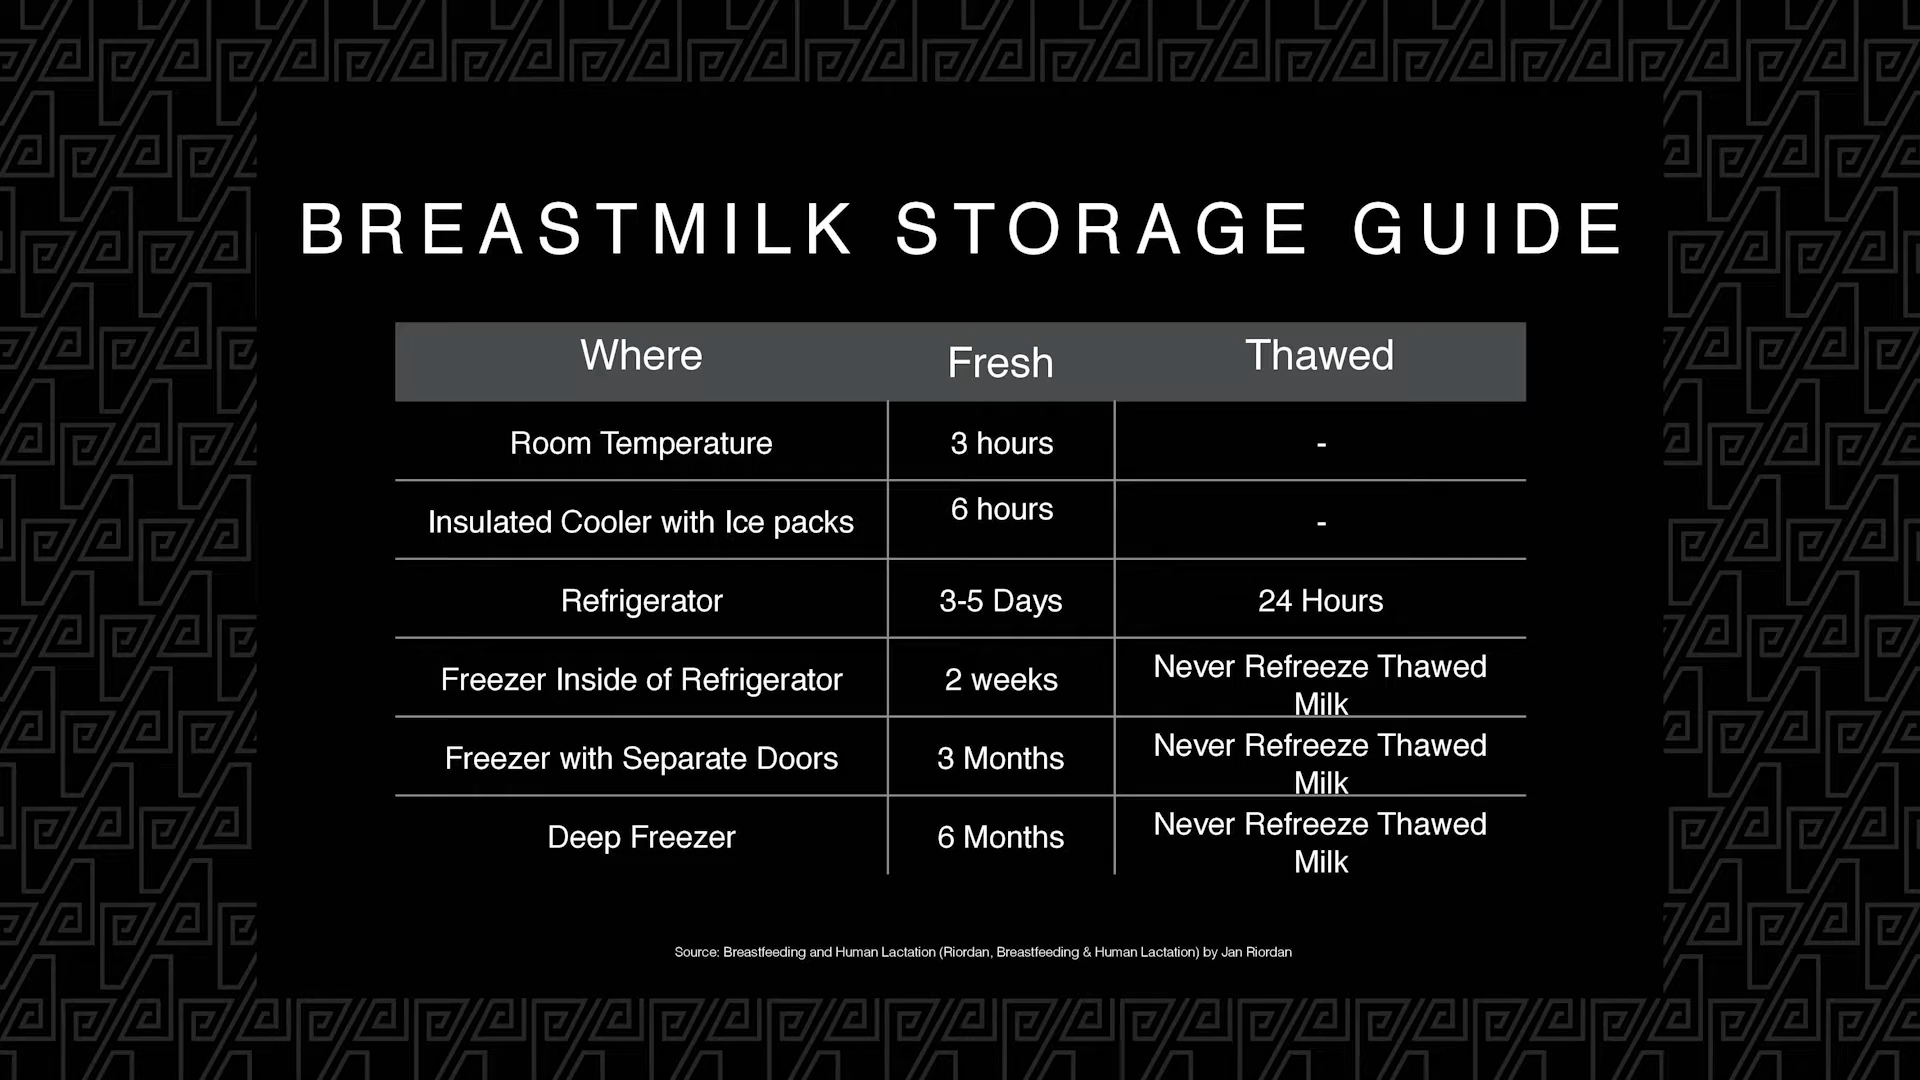 BREASTMILK STORAGE GUIDE
Where Fresh Thawed
Room Temperature 3 hours -
Insulated Cooler with Ice packs 6 hours -
Refrigerator 3-5 Days 24 Hours
Freezer Inside of Refrigerator 2 weeks Never Refreeze Thawed
Milk
Freezer with Separate Doors 3 Months Never Refreeze Thawed
Milk
Deep Freezer 6 Months Never Refreeze Thawed
Milk
Source: Breastfeeding and Human Lactation (Riordan, Breastfeeding & Human Lactation) by Jan Riordan